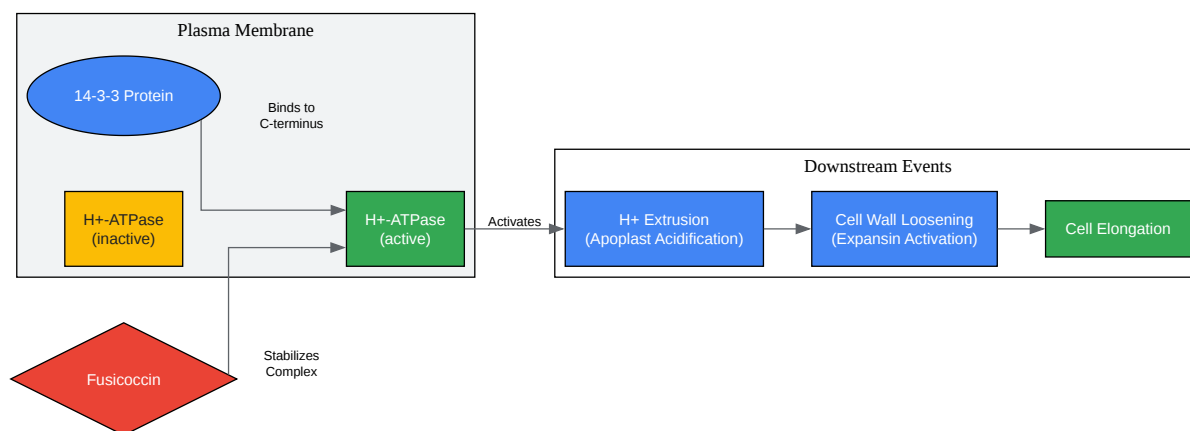 Plasma Membrane
14-3-3 Protein
Binds to
C-terminus
H+-ATPase
(inactive)
H+-ATPase
(active)
Activates
Downstream Events
H+ Extrusion
(Apoplast Acidification)
Cell Wall Loosening
(Expansin Activation)
Cell Elongation
Fusicoccin
Stabilizes
Complex